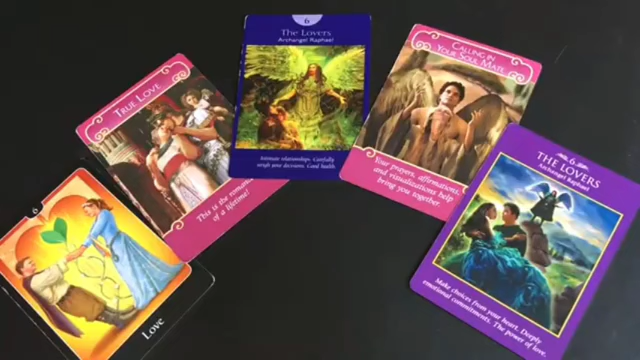 6
Love
TRUE LOVE
This is the romance
of a lifetime!
6
The Lovers
Archangel Raphael
Intimate relationships. Carefully
weigh your decisions. Good health.
CALLING IN
YOUR SOUL MATE
Your prayers, affirmations,
and visualizations help
bring you together.
6
THE LOVERS
Archangel Raphael
Make choices from your heart. Deeply
emotional commitments. The power of love.